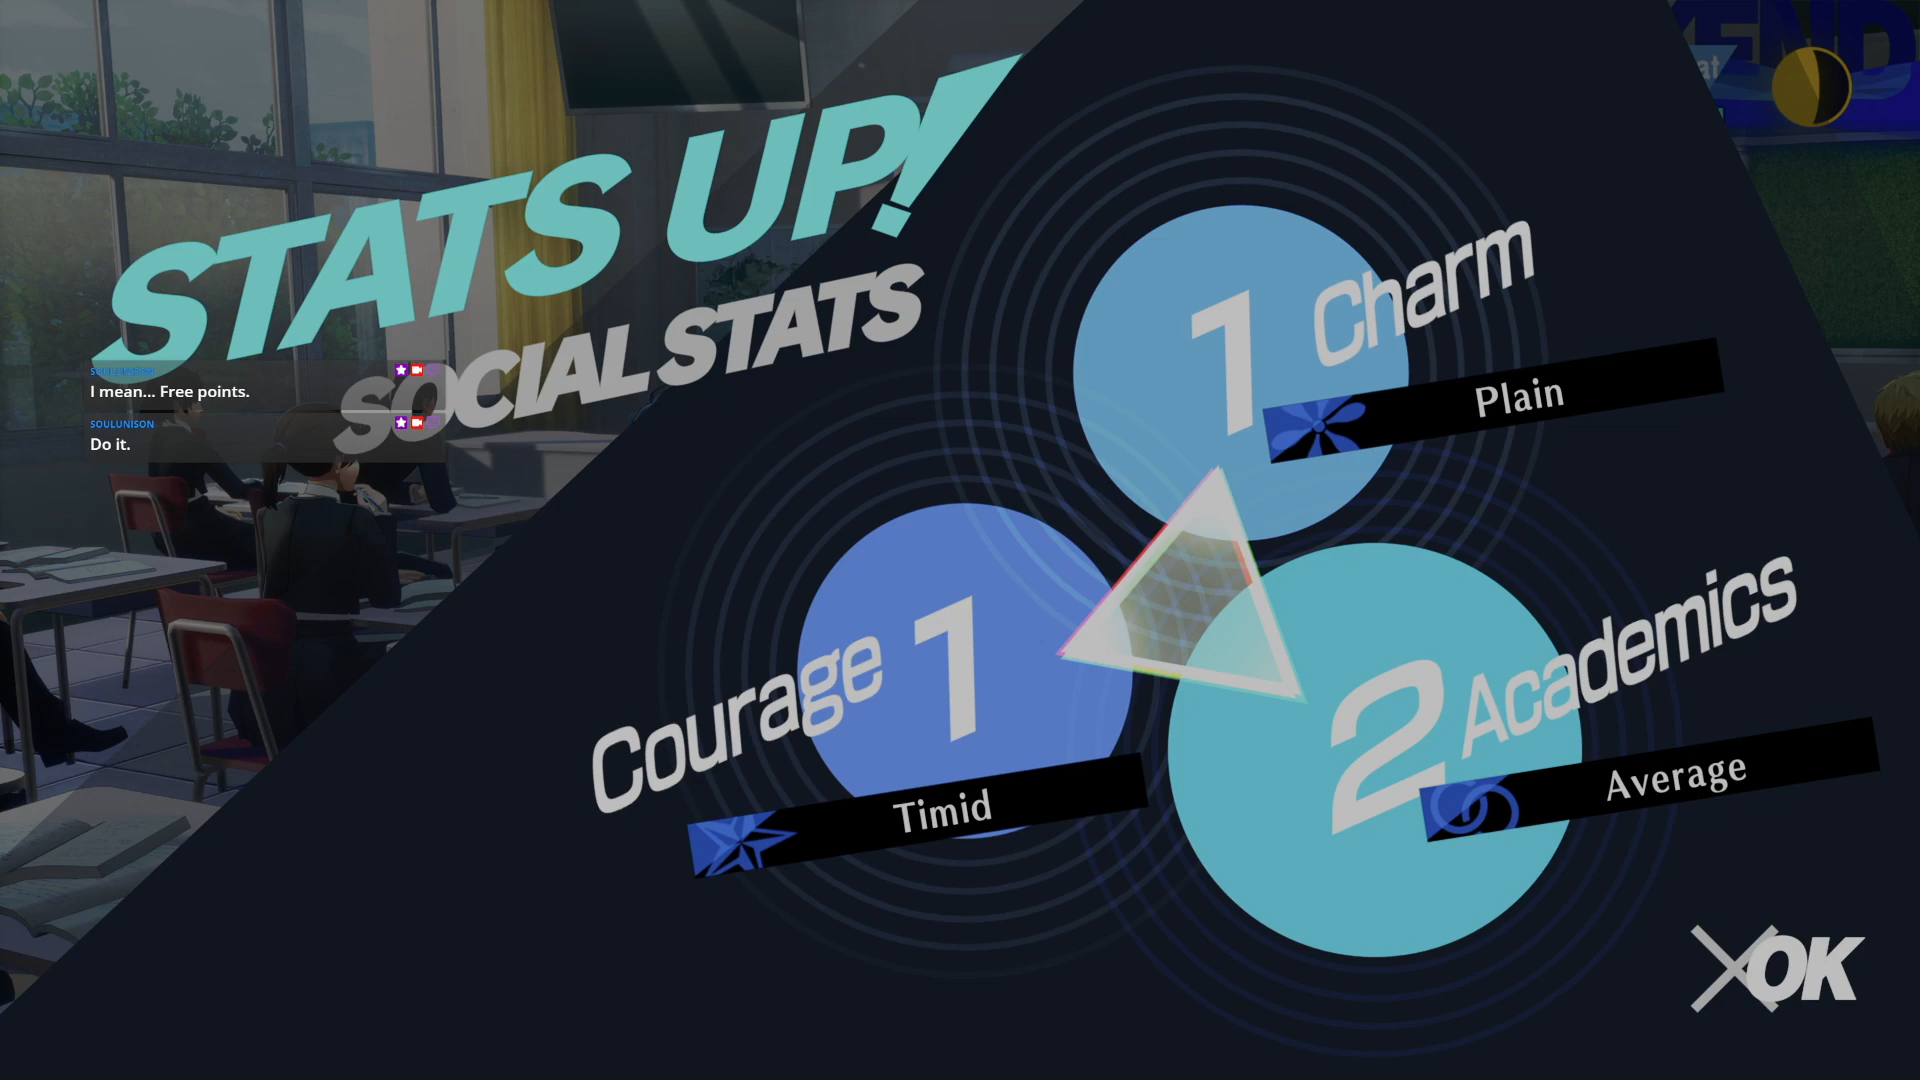 STATS UP!
SOCIAL STATS
SOULUNISON
I mean... Free points.
SOULUNISON
Do it.
1 Charm
Plain
Courage 1
Timid
2 Academics
Average
OK